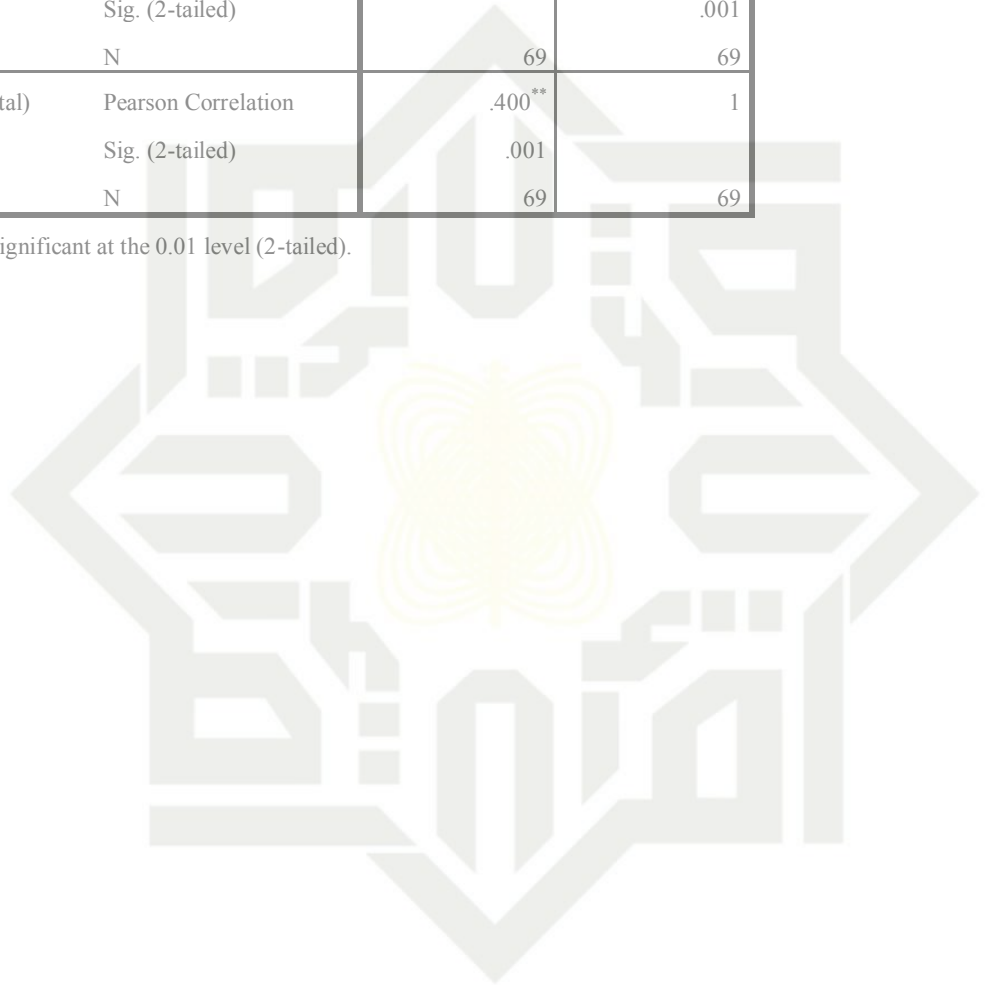 Sig. (2-tailed) .001
N 69 69
tal) Pearson Correlation .400** 1
Sig. (2-tailed) .001
N 69 69
ignificant at the 0.01 level (2-tailed).